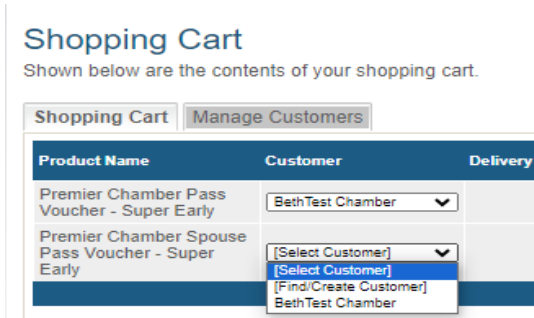 Shopping Cart
Shown below are the contents of your shopping cart.
Shopping Cart Manage Customers
Product Name Customer Delivery
Premier Chamber Pass
Voucher - Super Early
BethTest Chamber
Premier Chamber Spouse
Pass Voucher - Super
Early
[Select Customer]
[Select Customer]
[Find/Create Customer]
BethTest Chamber